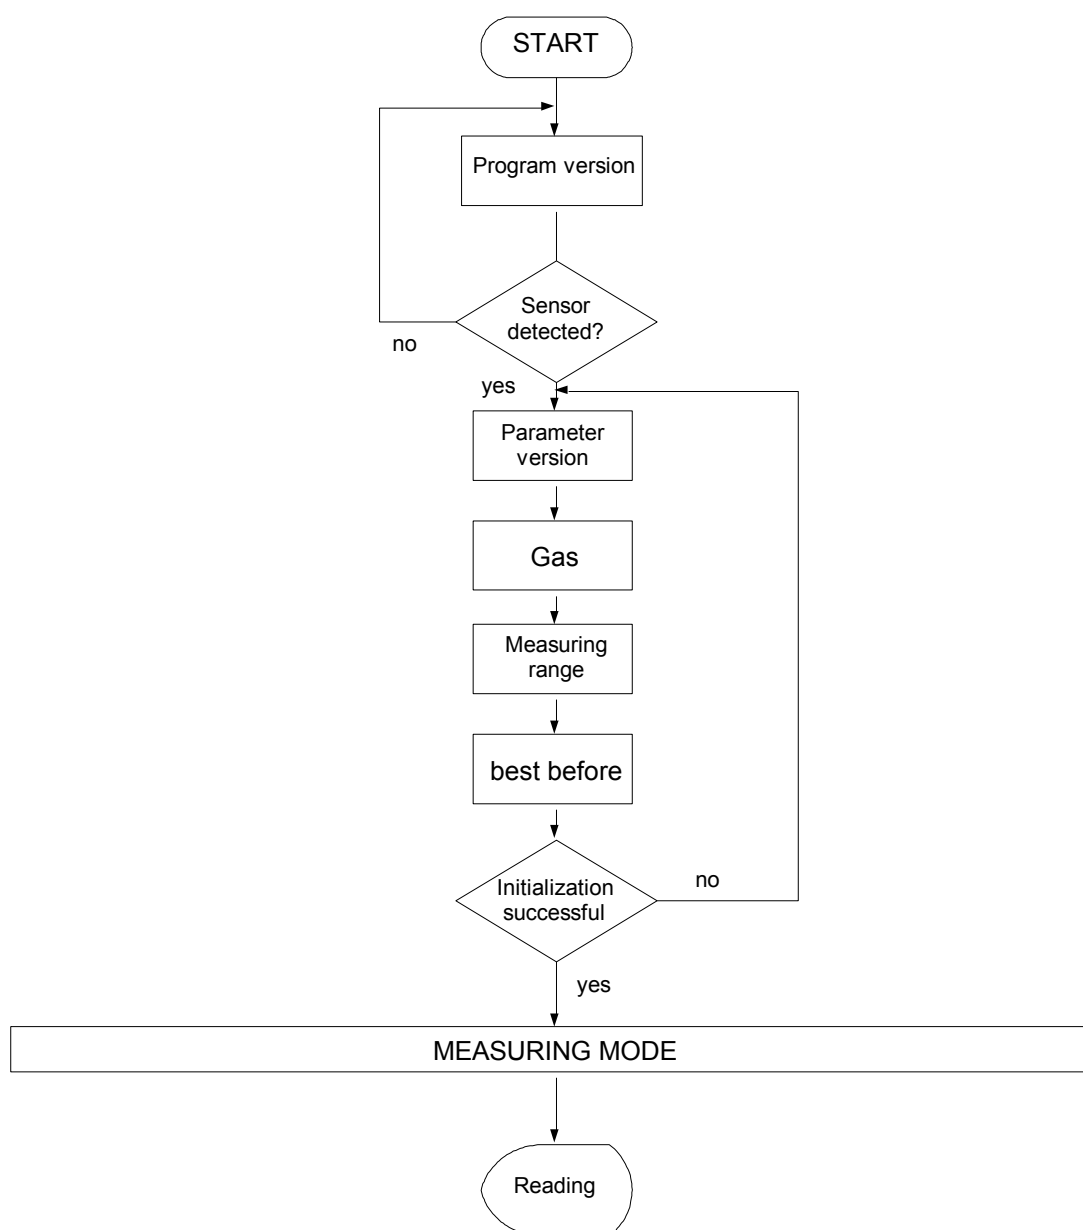 START
Program version
Sensor
detected?
no
yes
Parameter
version
Gas
Measuring
range
best before
Initialization
successful
no
yes
MEASURING MODE
Reading